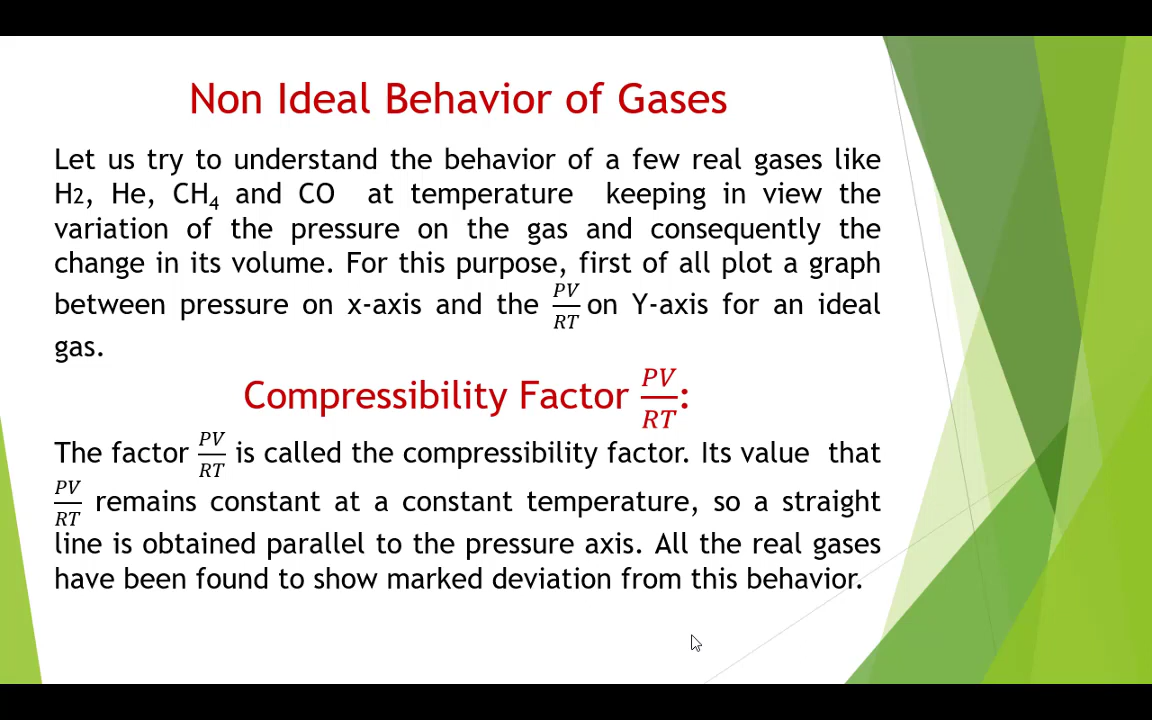 Non Ideal Behavior of Gases
Let us try to understand the behavior of a few real gases like
H2, He, CH₄ and CO at temperature keeping in view the
variation of the pressure on the gas and consequently the
change in its volume. For this purpose, first of all plot a graph
between pressure on x-axis and the PV/RT on Y-axis for an ideal
gas.
Compressibility Factor PV/RT:
The factor PV/RT is called the compressibility factor. Its value that
PV/RT remains constant at a constant temperature, so a straight
line is obtained parallel to the pressure axis. All the real gases
have been found to show marked deviation from this behavior.